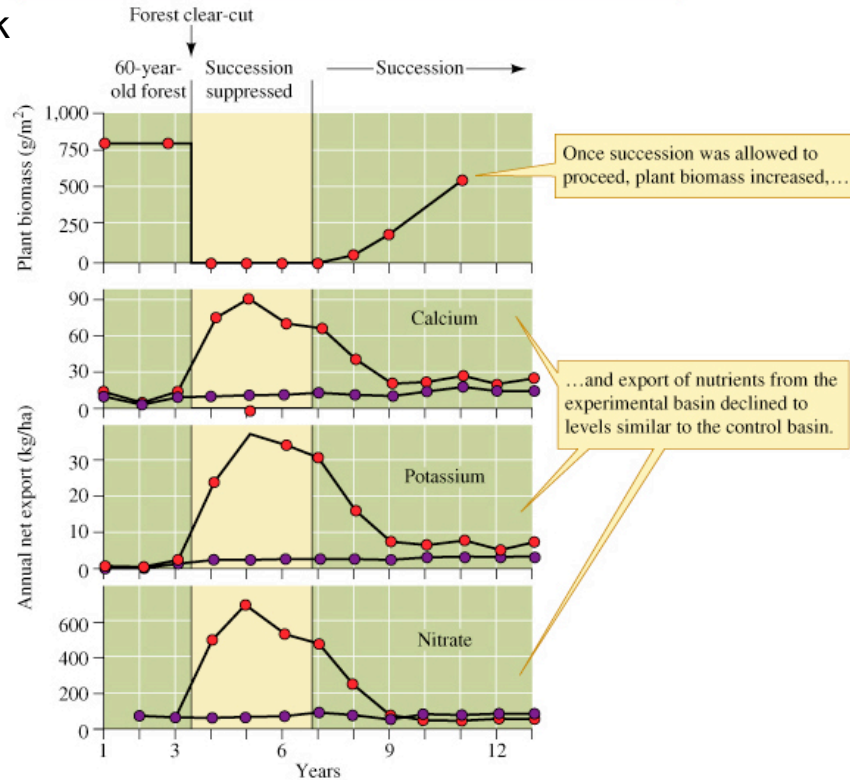 k
Forest clear-cut
60-year-
old forest
Succession
suppressed
Succession
Plant biomass (g/m²)
1,000
750
500
250
0
Once succession was allowed to
proceed, plant biomass increased,…
Annual net export (kg/ha)
90
60
30
0
Calcium
…and export of nutrients from the
experimental basin declined to
levels similar to the control basin.
30
20
10
0
Potassium
600
400
200
0
Nitrate
1 3 6 9 12
Years